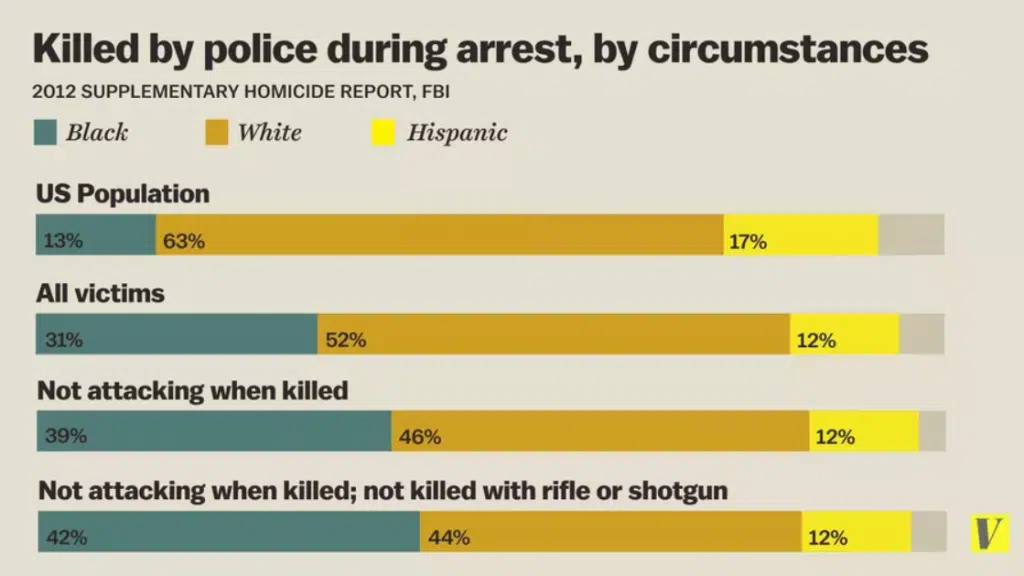 Killed by police during arrest, by circumstances
2012 SUPPLEMENTARY HOMICIDE REPORT, FBI
Black White Hispanic
US Population
13% 63% 17%
All victims
31% 52% 12%
Not attacking when killed
39% 46% 12%
Not attacking when killed; not killed with rifle or shotgun
42% 44% 12%
V